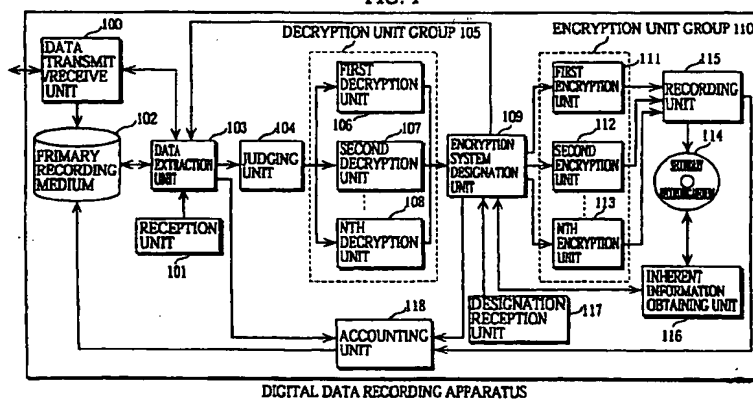 FIG. 1
DECRYPTION UNIT GROUP 105
ENCRYPTION UNIT GROUP 110
100
DATA
TRANSMIT
/RECEIVE
UNIT
102
PRIMARY
RECORDING
MEDIUM
103
DATA
EXTRACTION
UNIT
104
JUDGING
UNIT
RECEPTION
UNIT
101
FIRST
DECRYPTION
UNIT
106
107
SECOND
DECRYPTION
UNIT
108
NTH
DECRYPTION
UNIT
109
ENCRYPTION
SYSTEM
DESIGNATION
UNIT
111
FIRST
ENCRYPTION
UNIT
112
SECOND
ENCRYPTION
UNIT
113
NTH
ENCRYPTION
UNIT
115
RECORDING
UNIT
114
INHERENT
INFORMATION
OBTAINING UNIT
116
DESIGNATION
RECEPTION
UNIT
117
118
ACCOUNTING
UNIT
DIGITAL DATA RECORDING APPARATUS